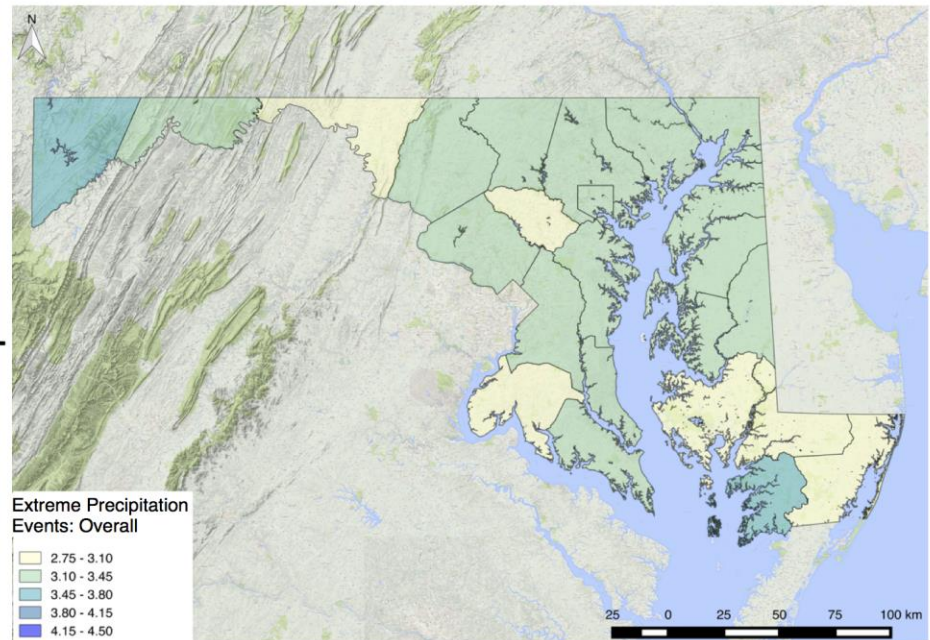 N
Extreme Precipitation
Events: Overall
2.75 - 3.10
3.10 - 3.45
3.45 - 3.80
3.80 - 4.15
4.15 - 4.50
25 0 25 50 75 100 km